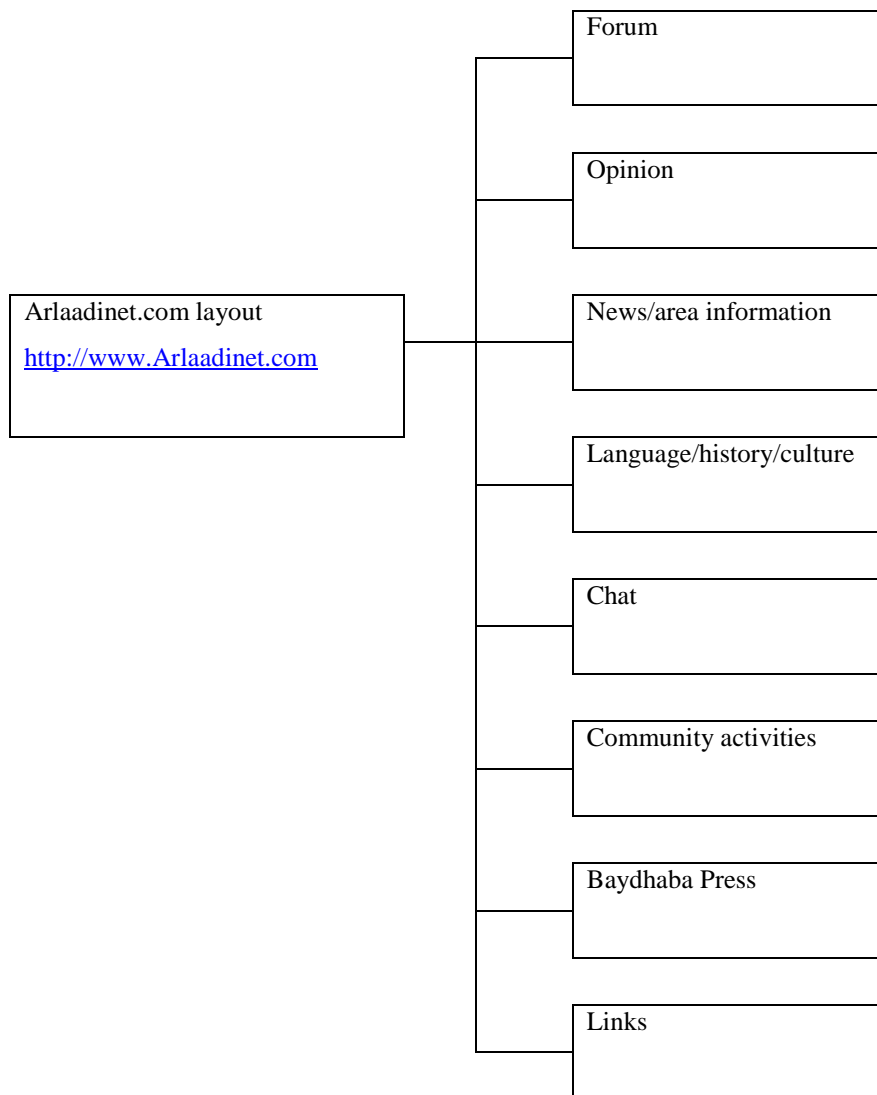 Forum
Opinion
Arlaadinet.com layout
http://www.Arlaadinet.com
News/area information
Language/history/culture
Chat
Community activities
Baydhaba Press
Links